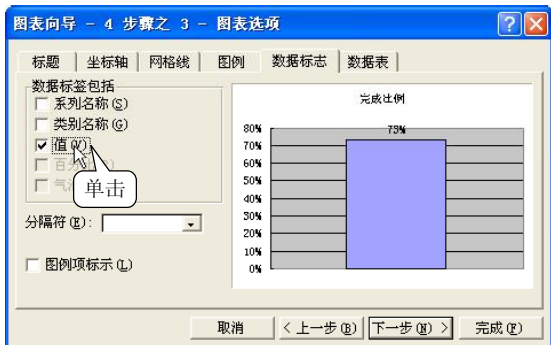 图表向导 - 4 步骤之 3 - 图表选项
标题 坐标轴 网格线 图例 数据标志 数据表
数据标签包括
系列名称(S)
类别名称(G)
值(V)
单击
分隔符(E):
图例项标示(L)
完成比例
73%
80%
70%
60%
50%
40%
30%
20%
10%
0%
取消 < 上一步(B) 下一步(N) > 完成(F)